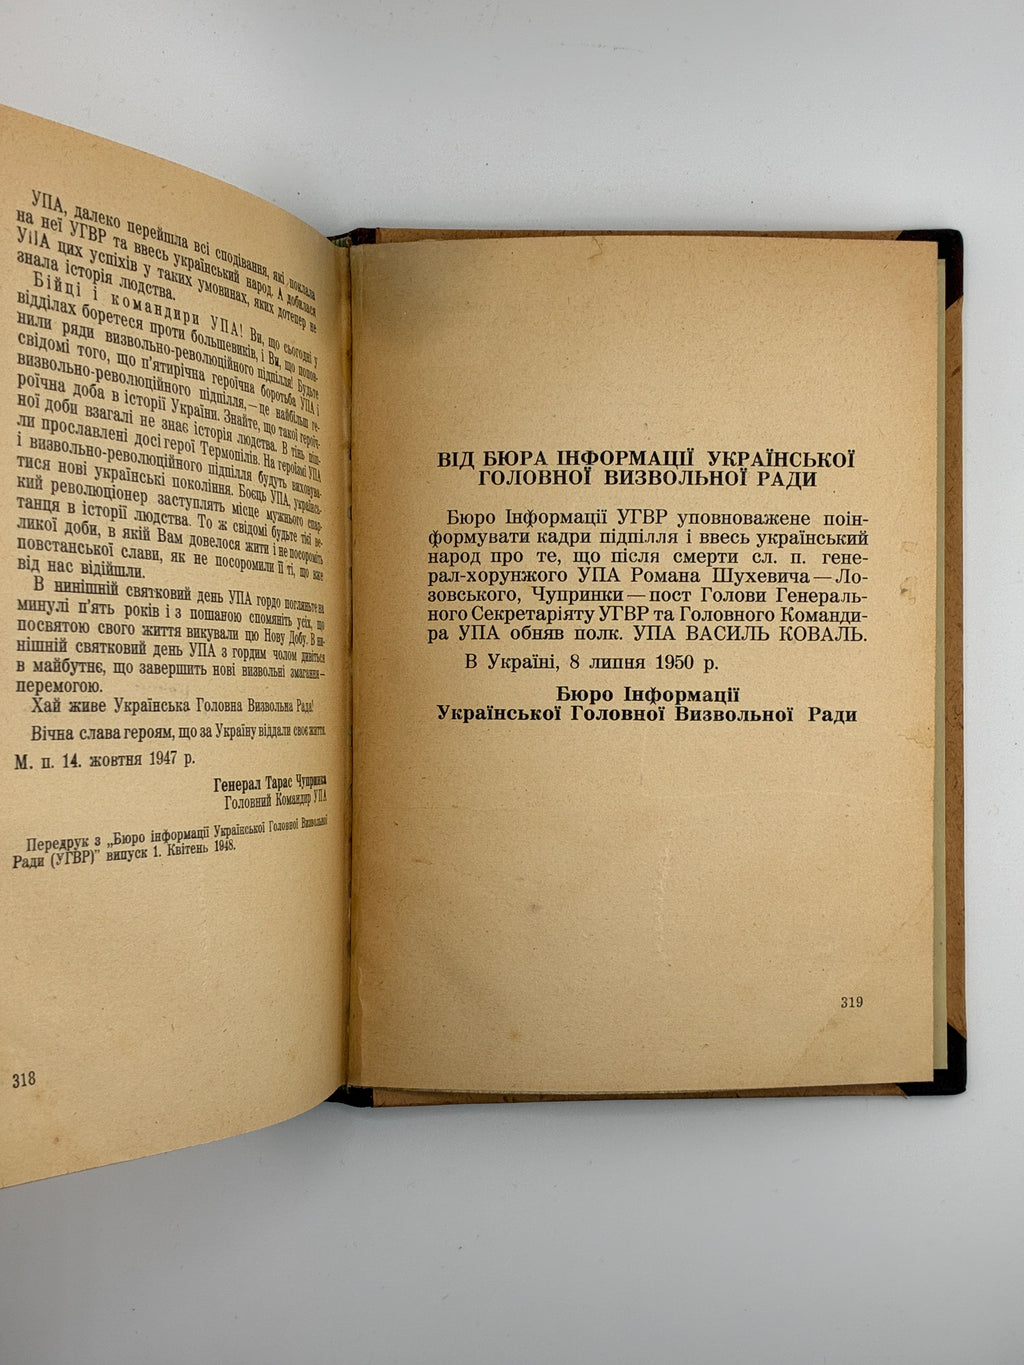 УПА, далеко перейшла всі сподівання, які поклала
на неї УГВР та ввесь український народ. А добилася
УПА цих успіхів у таких умовинах, яких дотепер не
знала історія людства.
Бійці і командири УПА! Ви, що сьогодні у
відділах боретеся проти большевиків, і Ви, що попов-
нили ряди визвольно-революційного підпілля! Будьте
свідомі того, що п'ятирічна героїчна боротьба УПА і
визвольно-революційного підпілля, — це найбільш ге-
роїчна доба в історії України. Знайте, що такої героїч-
ної доби взагалі не знає історія людства. В тінь
ли прославлені досі герої Термопілів. На героїзмі УПА
і визвольно-революційного підпілля будуть виховува-
тися нові українські покоління. Боєць УПА, українсь-
кий революціонер заступлять місце мужнього спар-
танця в історії людства. То ж свідомі будьте тієї ве-
ликої доби, в якій Вам довелося жити і не посороміть
повстанської слави, як не посоромили її ті, що вже
від нас відійшли.
В нинішній святковий день УПА гордо погляньте на
минулі п'ять років і з пошаною спомяніть усіх, що
посвятою свого життя викували цю Нову Добу. В ни-
нішній святковий день УПА з гордим чолом дивіться
в майбутнє, що завершить нові визвольні змагання —
перемогою.
Хай живе Українська Головна Визвольна Рада!
Вічна слава героям, що за Україну віддали своє життя.
М. п. 14. жовтня 1947 р.
Генерал Тарас Чупринка
Головний Командир УПА
Передрук з „Бюро інформації Української Головної Визвольної
Ради (УГВР)" випуск 1. Квітень 1948.
318
ВІД БЮРА ІНФОРМАЦІЇ УКРАЇНСЬКОЇ
ГОЛОВНОЇ ВИЗВОЛЬНОЇ РАДИ
Бюро Інформації УГВР уповноважене поін-
формувати кадри підпілля і ввесь український
народ про те, що після смерти сл. п. гене-
рал-хорунжого УПА Романа Шухевича — Ло-
зовського, Чупринки — пост Голови Генераль-
ного Секретаріяту УГВР та Головного Команди-
ра УПА обняв полк. УПА ВАСИЛЬ КОВАЛЬ.
В Україні, 8 липня 1950 р.
Бюро Інформації
Української Головної Визвольної Ради
319